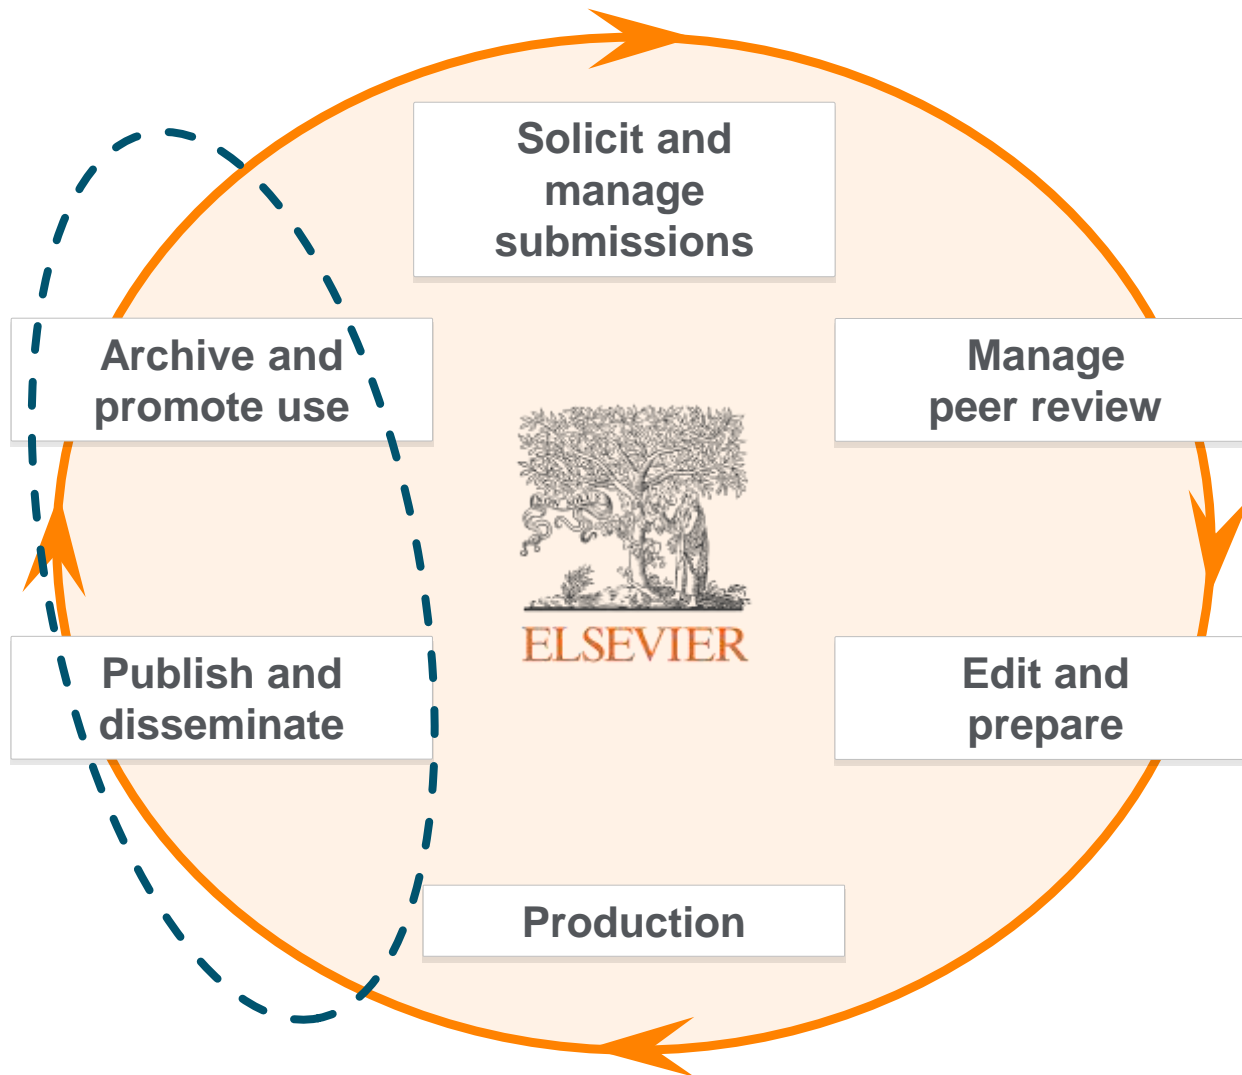 Solicit and
manage
submissions
Archive and
promote use
Manage
peer review
ELSEVIER
Publish and
disseminate
Edit and
prepare
Production